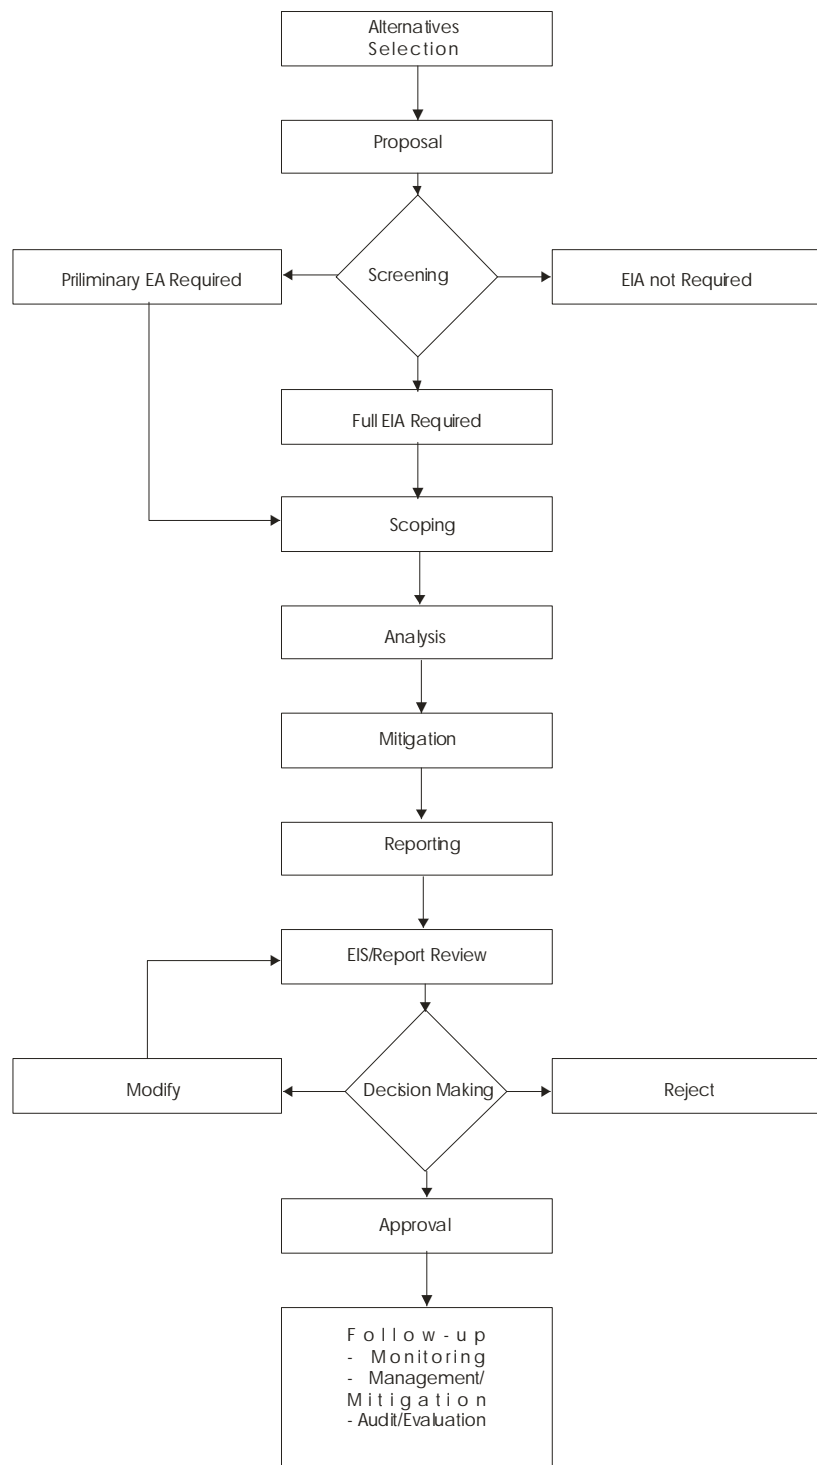 Alternatives
Selection
Proposal
Screening
Priliminary EA Required
EIA not Required
Full EIA Required
Scoping
Analysis
Mitigation
Reporting
EIS/Report Review
Modify
Decision Making
Reject
Approval
Follow-up
- Monitoring
- Management/
Mitigation
- Audit/Evaluation